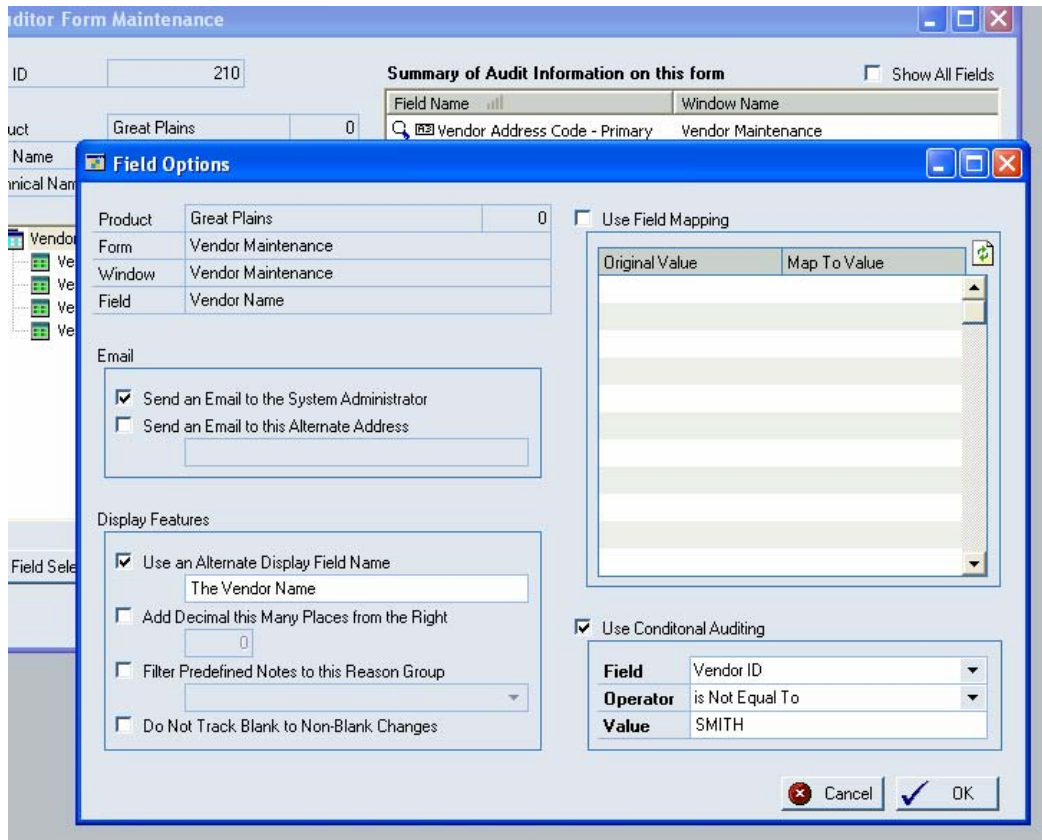 uditor Form Maintenance
ID 210
Summary of Audit Information on this form
Show All Fields
Field Name Window Name
uct Great Plains 0
Vendor Address Code - Primary Vendor Maintenance
Name
hnical Nam
Vendo
Ve
Ve
Ve
Ve
Field Sele
Field Options
Product Great Plains 0
Form Vendor Maintenance
Window Vendor Maintenance
Field Vendor Name
Email
Send an Email to the System Administrator
Send an Email to this Alternate Address
Display Features
Use an Alternate Display Field Name
The Vendor Name
Add Decimal this Many Places from the Right
0
Filter Predefined Notes to this Reason Group
Do Not Track Blank to Non-Blank Changes
Use Field Mapping
Original Value Map To Value
Use Conditonal Auditing
Field Vendor ID
Operator is Not Equal To
Value SMITH
Cancel OK